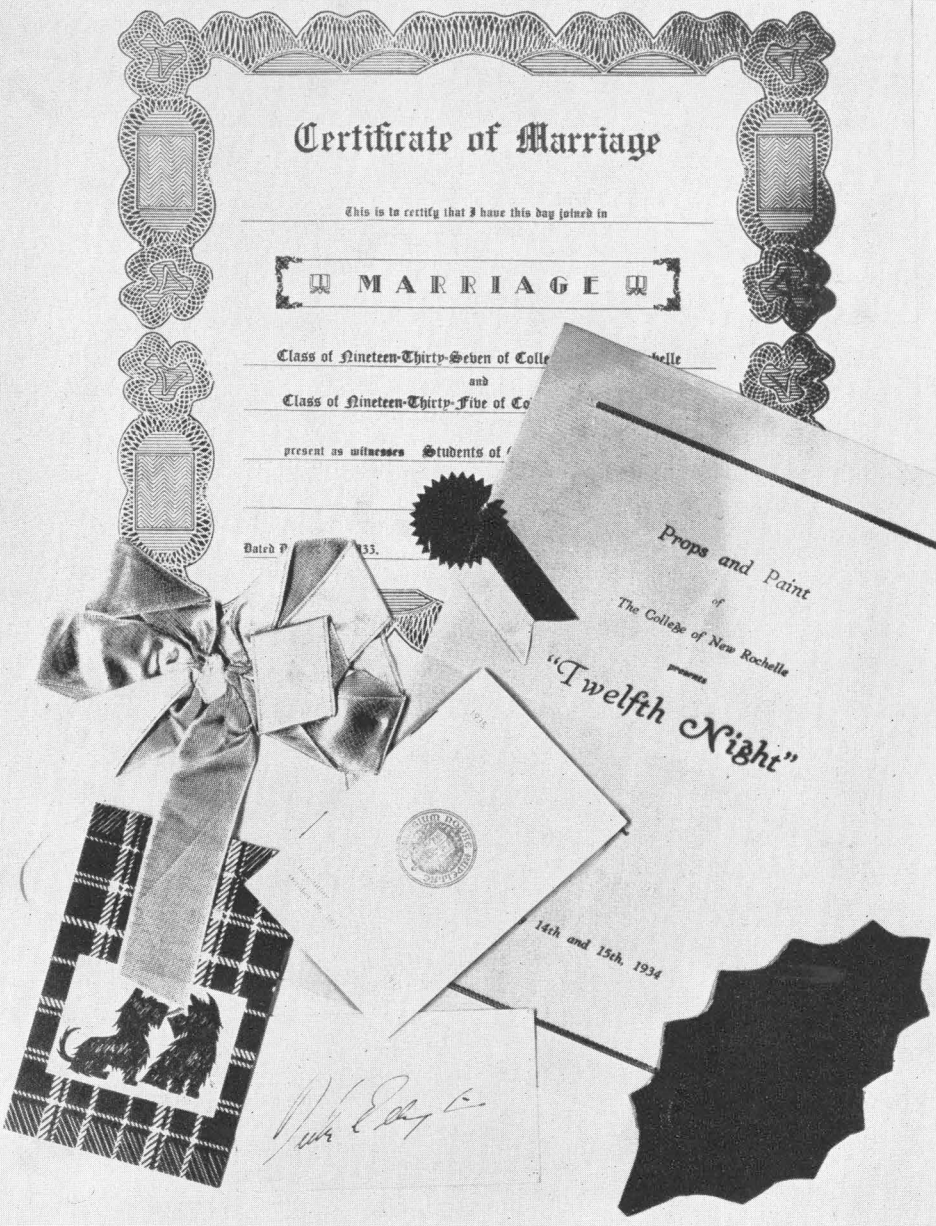 Certificate of Marriage
This is to certify that I have this day joined in
MARRIAGE
Class of Nineteen-Thirty-Seven of Colle helle
and
Class of Nineteen-Thirty-Five of Co
present as witnesses Students of
Dated 33.
Props and Paint
of
The College of New Rochelle
presents
"Twelfth Night"
14th and 15th, 1934